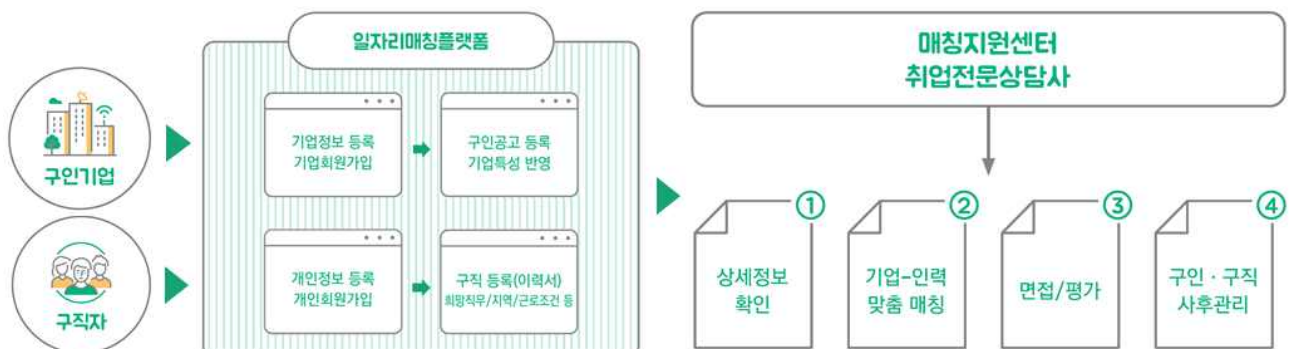 일자리매칭플랫폼
구인기업
기업정보 등록
기업회원가입
구인공고 등록
기업특성 반영
구직자
개인정보 등록
개인회원가입
구직 등록(이력서)
희망직무/지역/근로조건 등
매칭지원센터
취업전문상담사
①
상세정보
확인
②
기업-인력
맞춤 매칭
③
면접/평가
④
구인 · 구직
사후관리